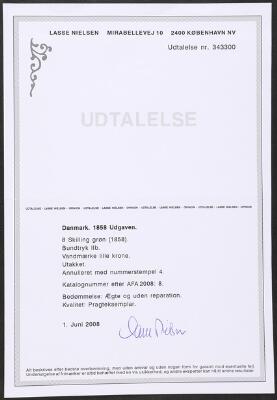 LASSE NIELSEN MIRABELLEVEJ 10 2400 KØBENHAVN NV
Udtalelse nr. 343300
UDTALELSE
Danmark. 1858 Udgaven.
8 Skilling grøn (1858).
Bundtryk IIb.
Vandmærke lille krone.
Utakket.
Annulleret med nummerstempel 4.
Katalognummer efter AFA 2008: 8.
Bedømmelse: Ægte og uden reparation.
Kvalitet: Pragteksemplar.
1. Juni 2008